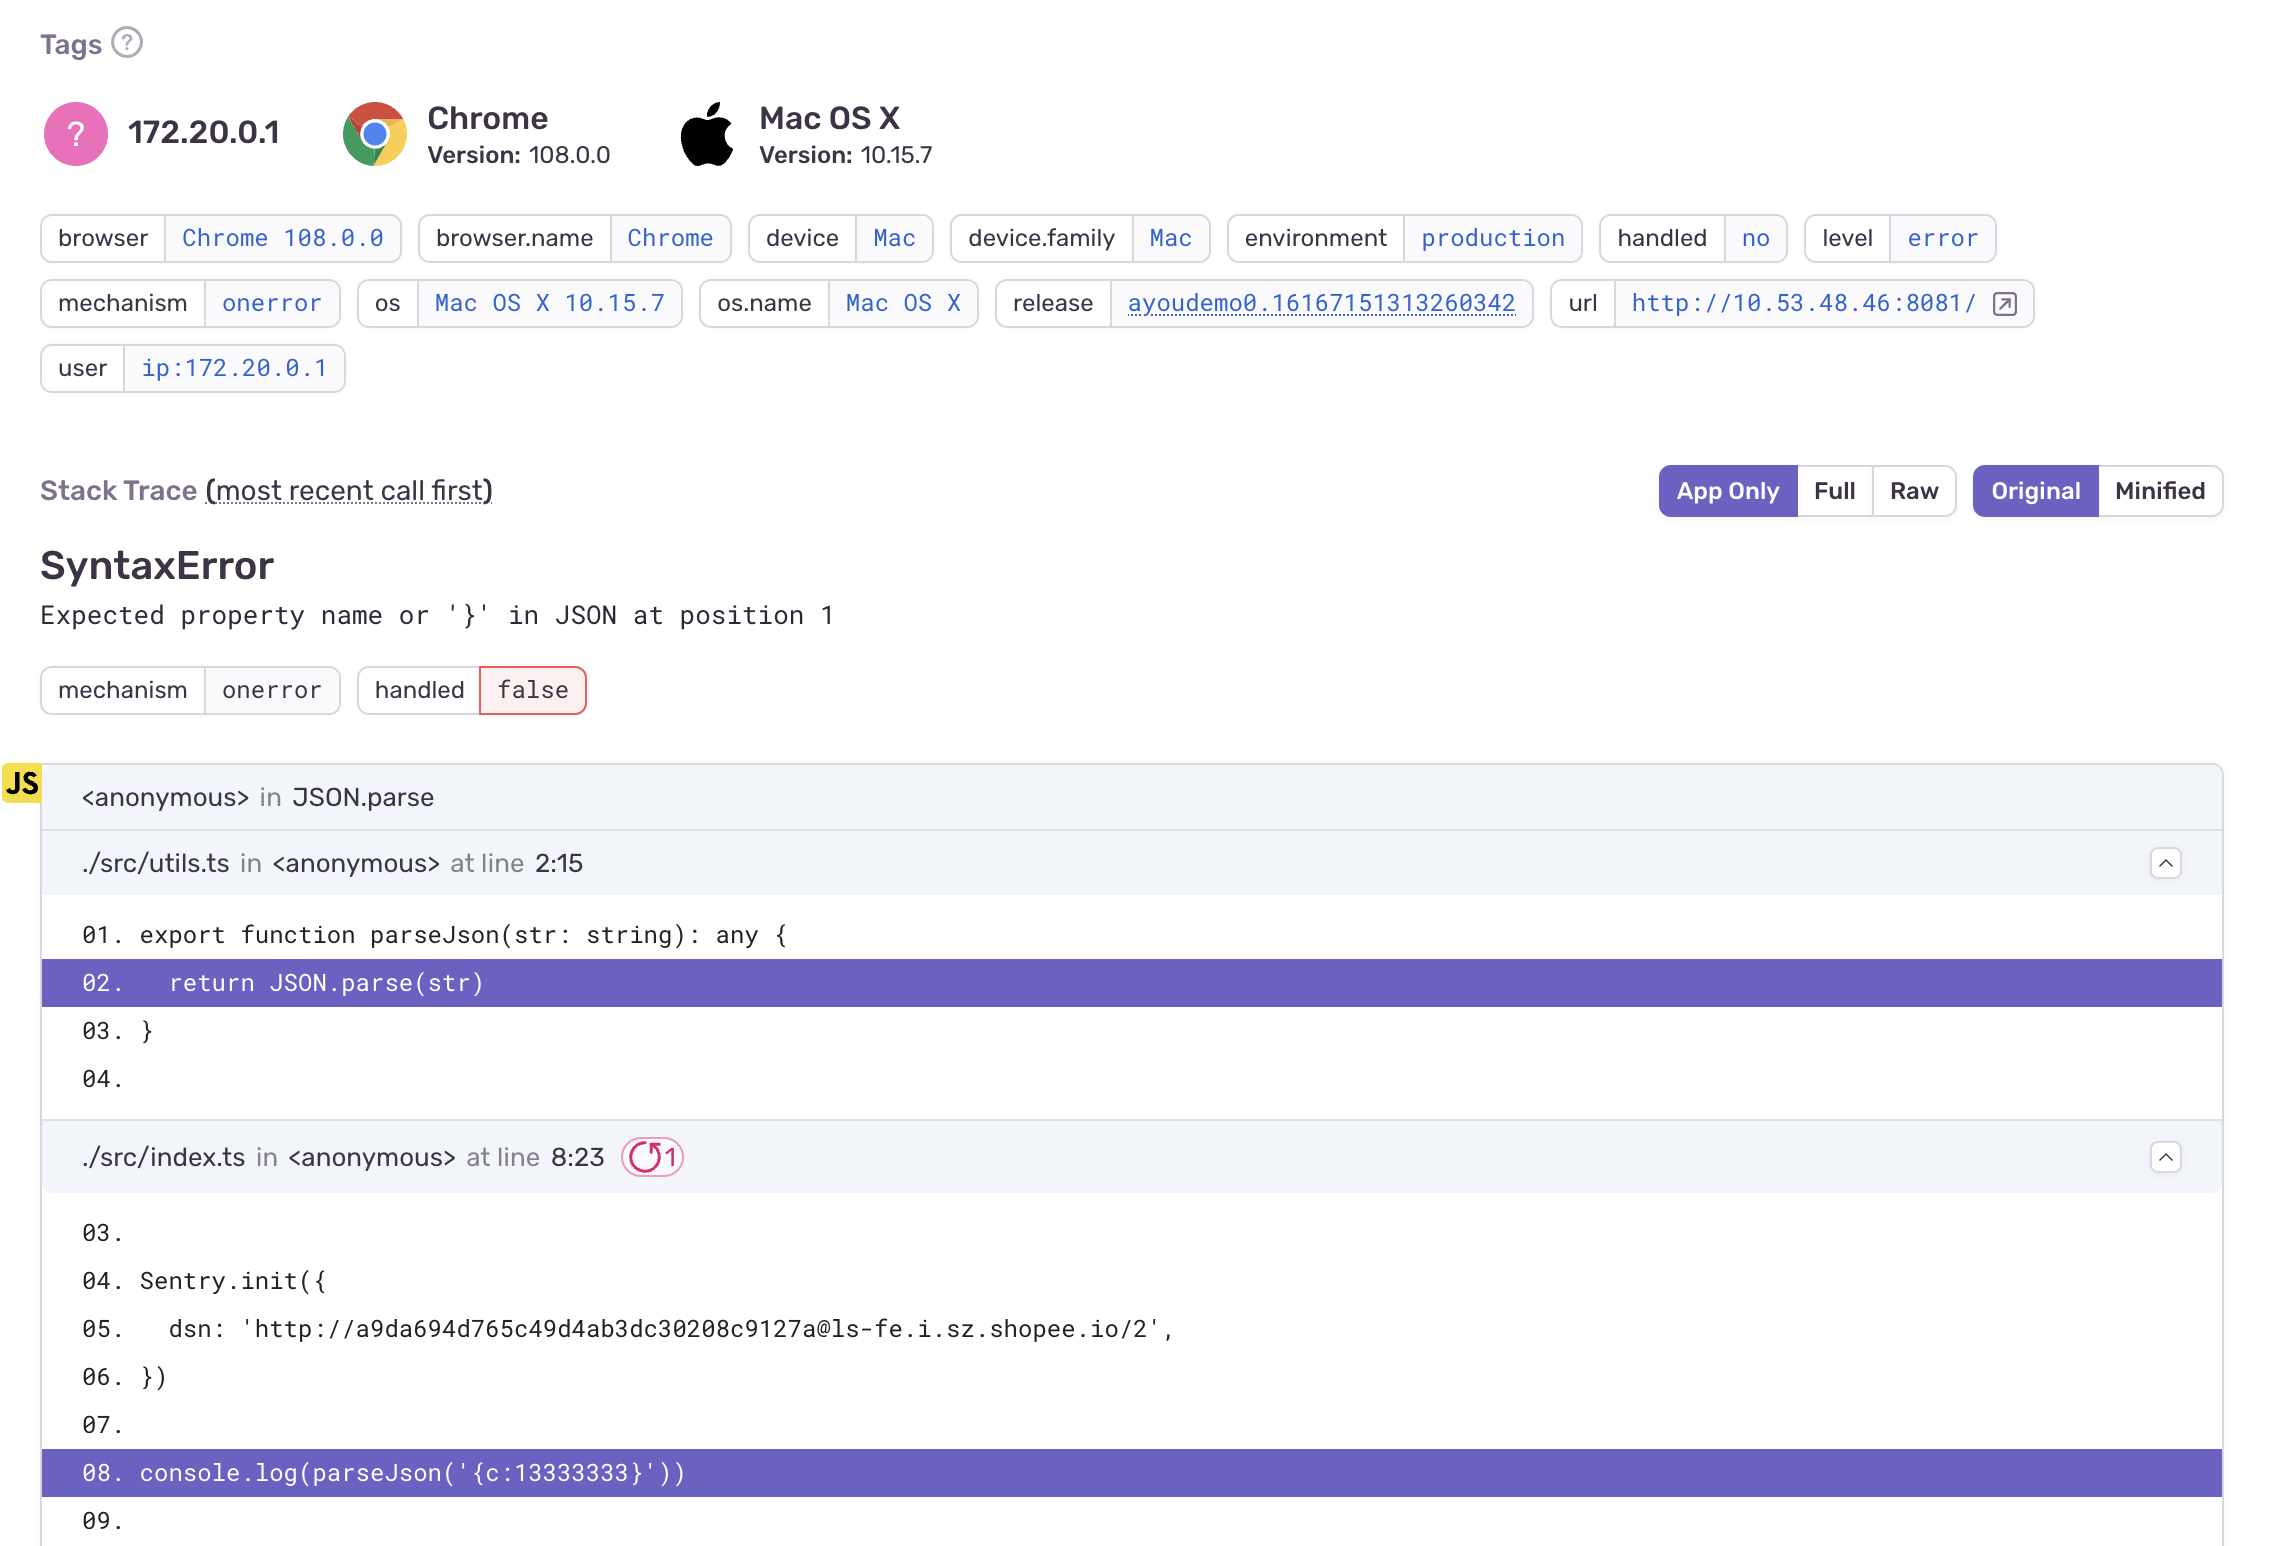 Tags ?
? 172.20.0.1
Chrome
Version: 108.0.0
Mac OS X
Version: 10.15.7
browser Chrome 108.0.0 browser.name Chrome device Mac device.family Mac environment production handled no level error
mechanism onerror os Mac OS X 10.15.7 os.name Mac OS X release ayoudemo0.16167151313260342 url http://10.53.48.46:8081/
user ip:172.20.0.1
Stack Trace (most recent call first) App Only Full Raw Original Minified
SyntaxError
Expected property name or '}' in JSON at position 1
mechanism onerror handled false
JS
<anonymous> in JSON.parse
./src/utils.ts in <anonymous> at line 2:15
01. export function parseJson(str: string): any {
02. return JSON.parse(str)
03. }
04.
./src/index.ts in <anonymous> at line 8:23 1
03.
04. Sentry.init({
05. dsn: 'http://a9da694d765c49d4ab3dc30208c9127a@ls-fe.i.sz.shopee.io/2',
06. })
07.
08. console.log(parseJson('{c:13333333}'))
09.